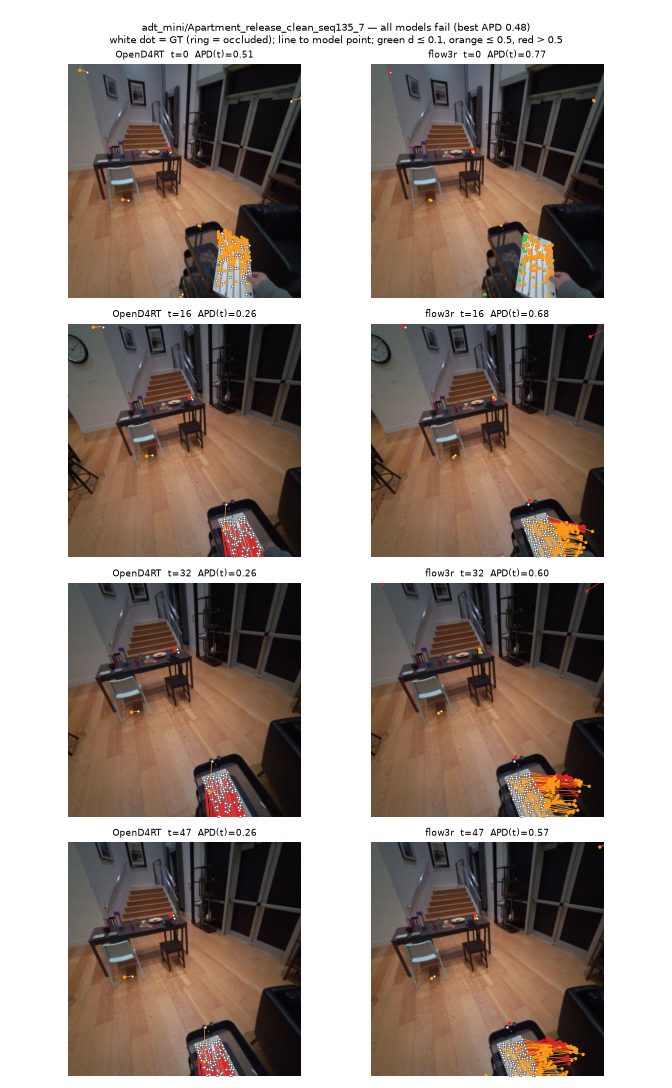 adt_mini/Apartment_release_clean_seq135_7 — all models fail (best APD 0.48)
white dot = GT (ring = occluded); line to model point; green d ≤ 0.1, orange ≤ 0.5, red > 0.5
OpenD4RT  t=0  APD(t)=0.51
flow3r  t=0  APD(t)=0.77
OpenD4RT  t=16  APD(t)=0.26
flow3r  t=16  APD(t)=0.68
OpenD4RT  t=32  APD(t)=0.26
flow3r  t=32  APD(t)=0.60
OpenD4RT  t=47  APD(t)=0.26
flow3r  t=47  APD(t)=0.57